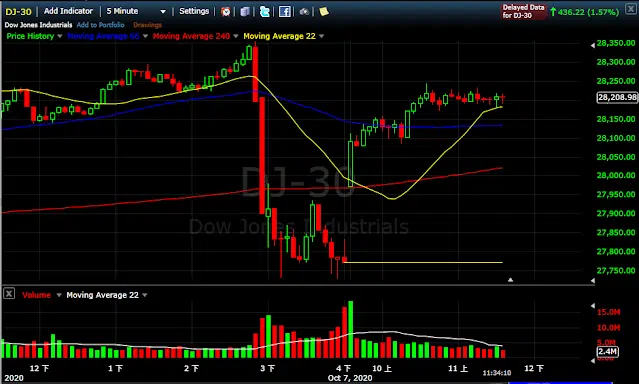 DJ-30 Add Indicator 5 Minute Settings Delayed Data for DJ-30 436.22 (1.57%)
Dow Jones Industrials Add to Portfolio Drawings
Price History Moving Average 66 Moving Average 240 Moving Average 22
28,350.00
28,300.00
28,250.00
28,208.98
28,150.00
28,100.00
28,050.00
28,000.00
27,950.00
27,900.00
27,850.00
27,800.00
27,750.00
DJ-30
Dow Jones Industrials
X Volume Moving Average 22
15.0M
10.0M
5.0M
2.4M
12 下 1 下 2 下 3 下 4 下 10 上 11 上 11:34:10 12 下
2020 Oct 7, 2020